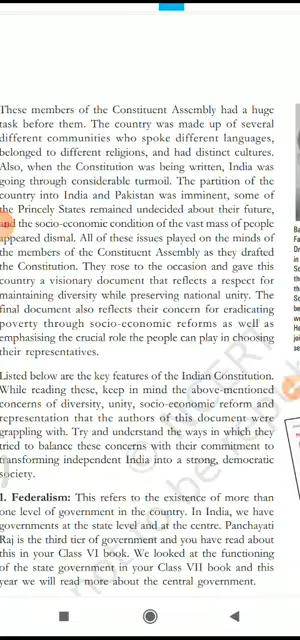 These members of the Constituent Assembly had a huge
task before them. The country was made up of several
different communities who spoke different languages,
belonged to different religions, and had distinct cultures.
Also, when the Constitution was being written, India was
going through considerable turmoil. The partition of the
country into India and Pakistan was imminent, some of
the Princely States remained undecided about their future,
and the socio-economic condition of the vast mass of people
appeared dismal. All of these issues played on the minds of
the members of the Constituent Assembly as they drafted
the Constitution. They rose to the occasion and gave this
country a visionary document that reflects a respect for
maintaining diversity while preserving national unity. The
final document also reflects their concern for eradicating
poverty through socio-economic reforms as well as
emphasising the crucial role the people can play in choosing
their representatives.
Listed below are the key features of the Indian Constitution.
While reading these, keep in mind the above-mentioned
concerns of diversity, unity, socio-economic reform and
representation that the authors of this document were
grappling with. Try and understand the ways in which they
tried to balance these concerns with their commitment to
transforming independent India into a strong, democratic
society.
1. Federalism: This refers to the existence of more than
one level of government in the country. In India, we have
governments at the state level and at the centre. Panchayati
Raj is the third tier of government and you have read about
this in your Class VI book. We looked at the functioning
of the state government in your Class VII book and this
year we will read more about the central government.